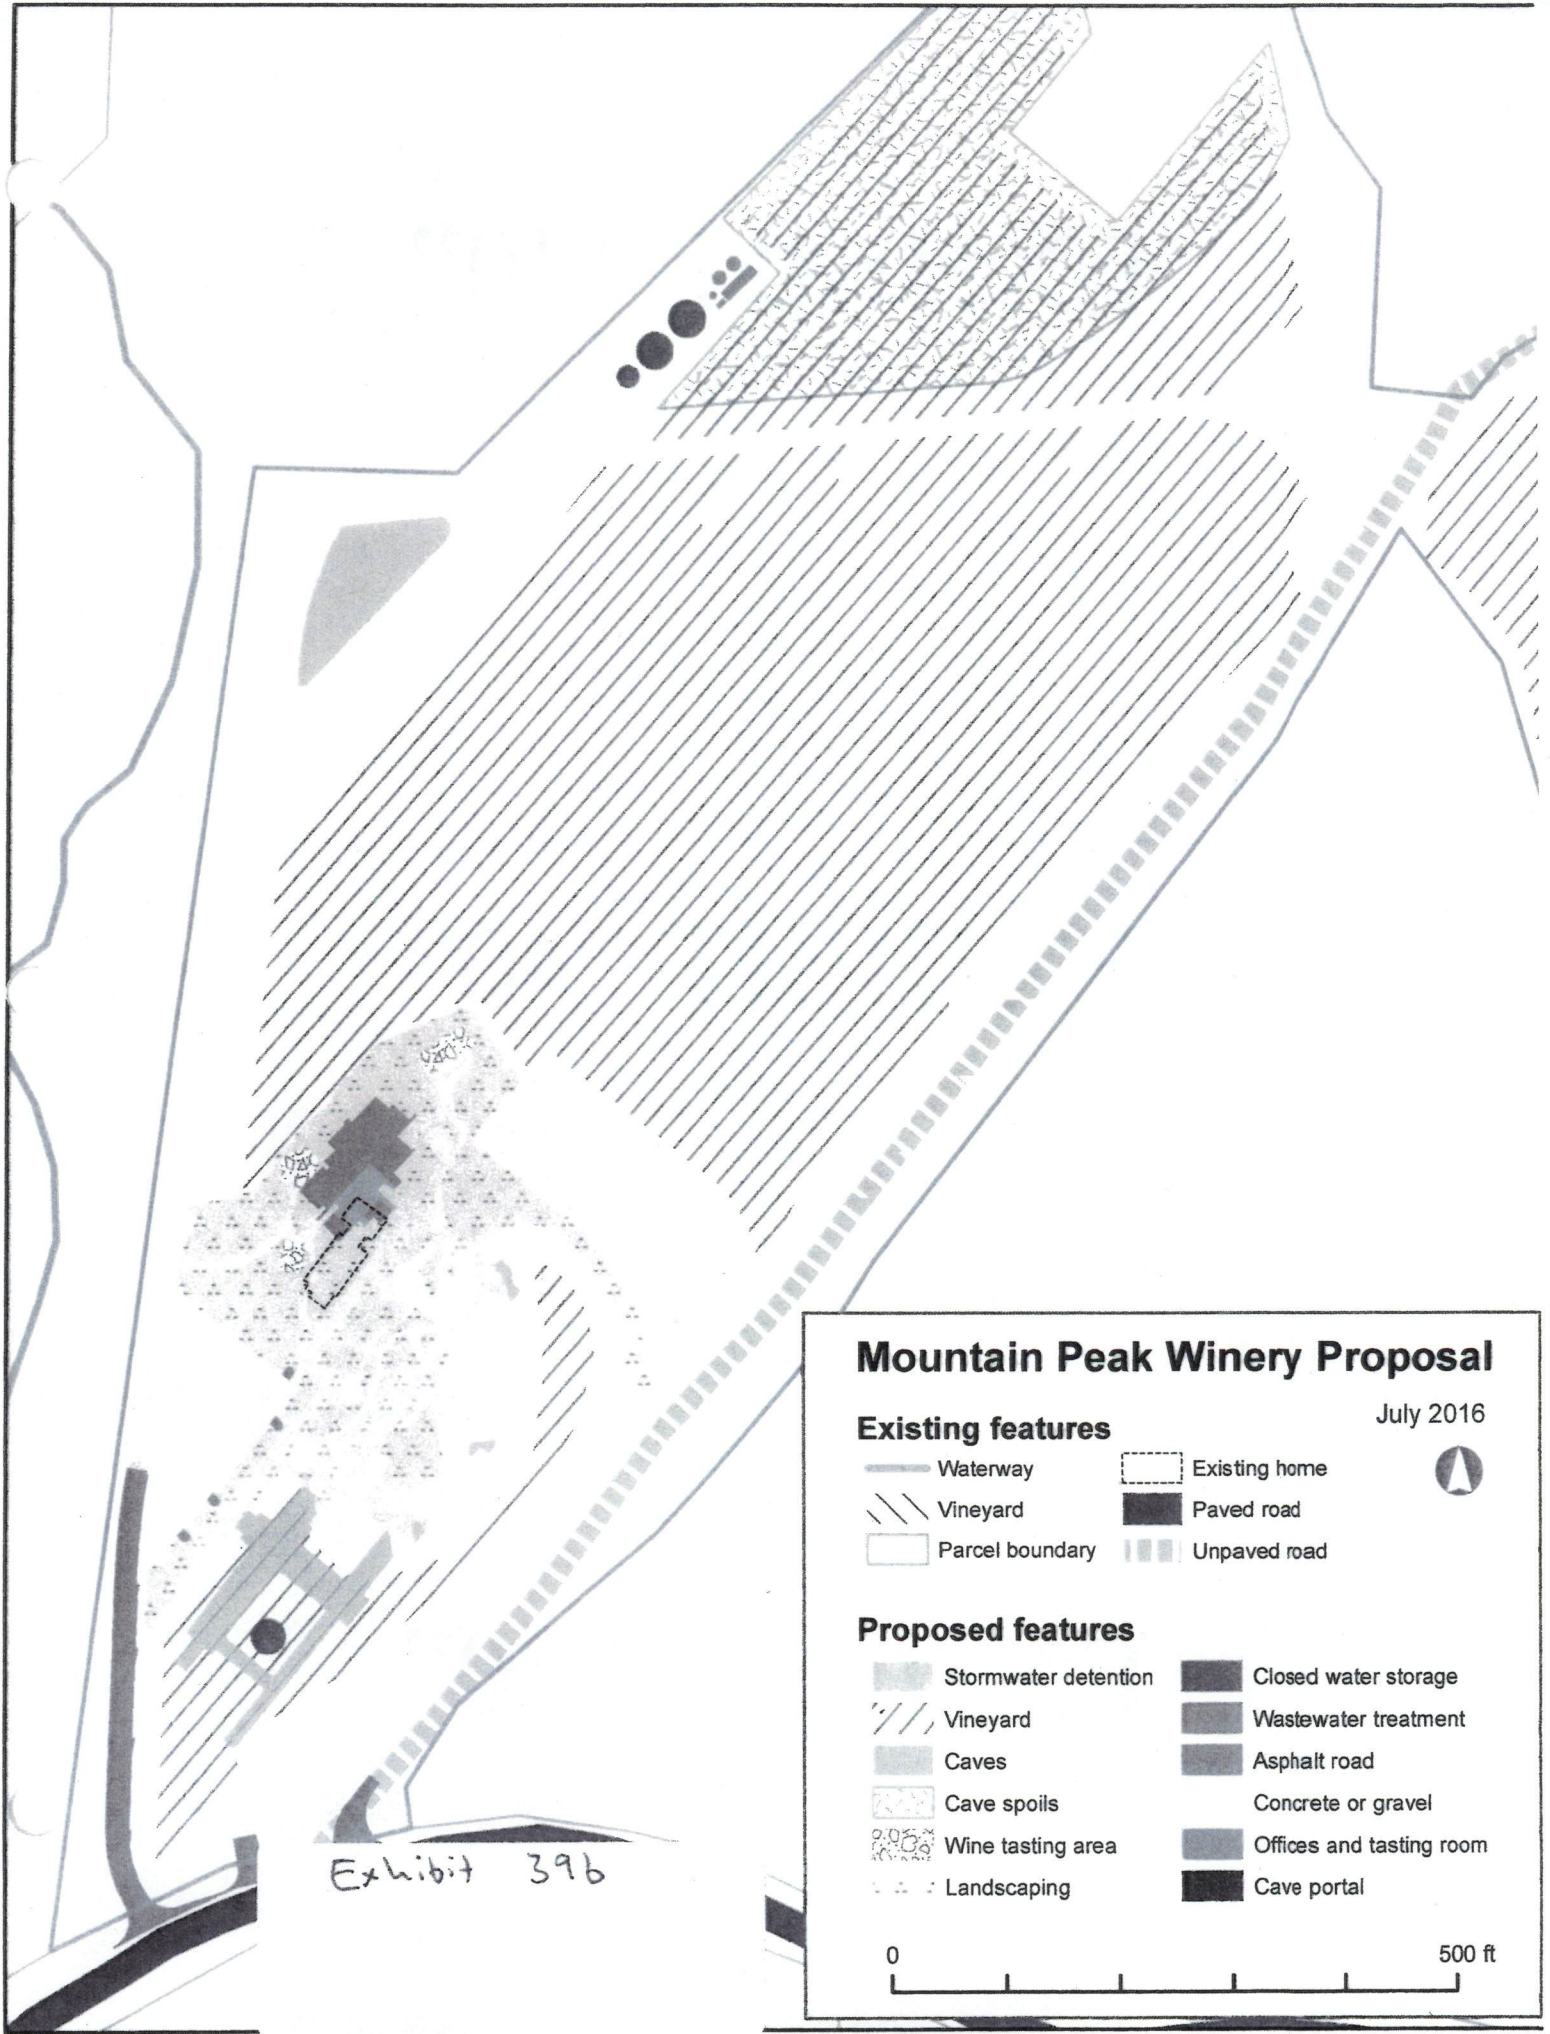 Exhibit 39b
Mountain Peak Winery Proposal
July 2016
Existing features
Waterway
Existing home
Vineyard
Paved road
Parcel boundary
Unpaved road
Proposed features
Stormwater detention
Closed water storage
Vineyard
Wastewater treatment
Caves
Asphalt road
Cave spoils
Concrete or gravel
Wine tasting area
Offices and tasting room
Landscaping
Cave portal
0 500 ft